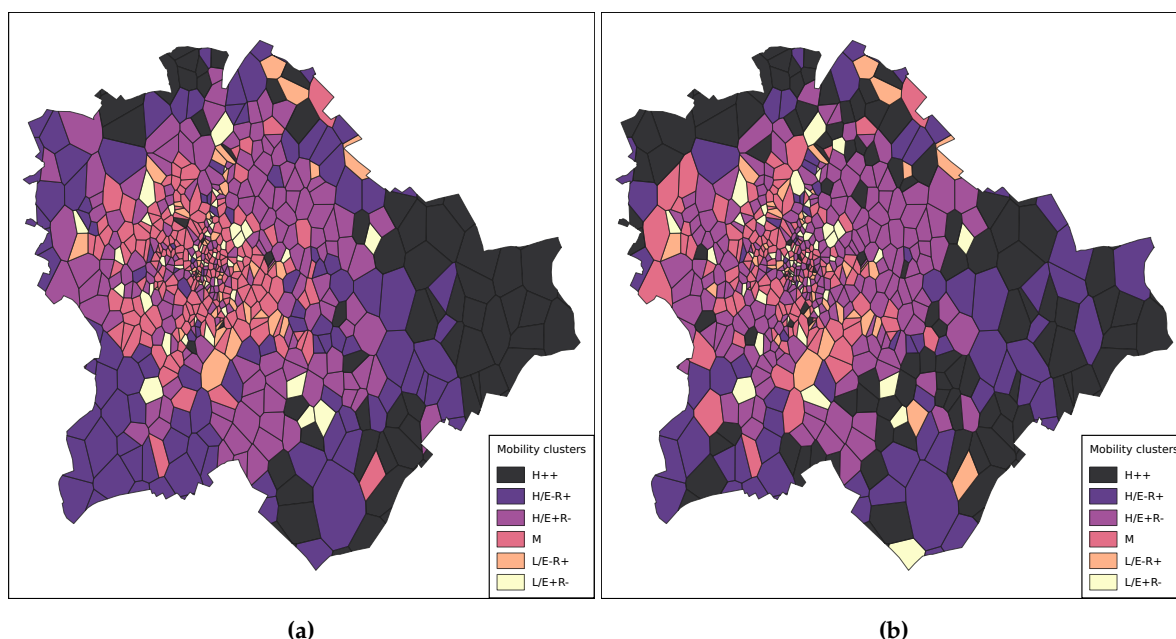 Mobility clusters
H++
H/E-R+
H/E+R-
M
L/E-R+
L/E+R-
Mobility clusters
H++
H/E-R+
H/E+R-
M
L/E-R+
L/E+R-
(a)
(b)